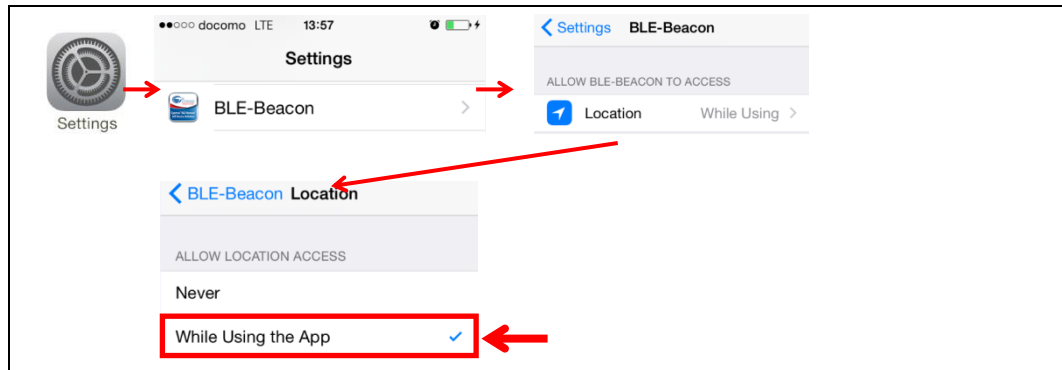 Settings
docomo LTE 13:57
Settings
BLE-Beacon
Settings BLE-Beacon
ALLOW BLE-BEACON TO ACCESS
Location While Using
BLE-Beacon Location
ALLOW LOCATION ACCESS
Never
While Using the App